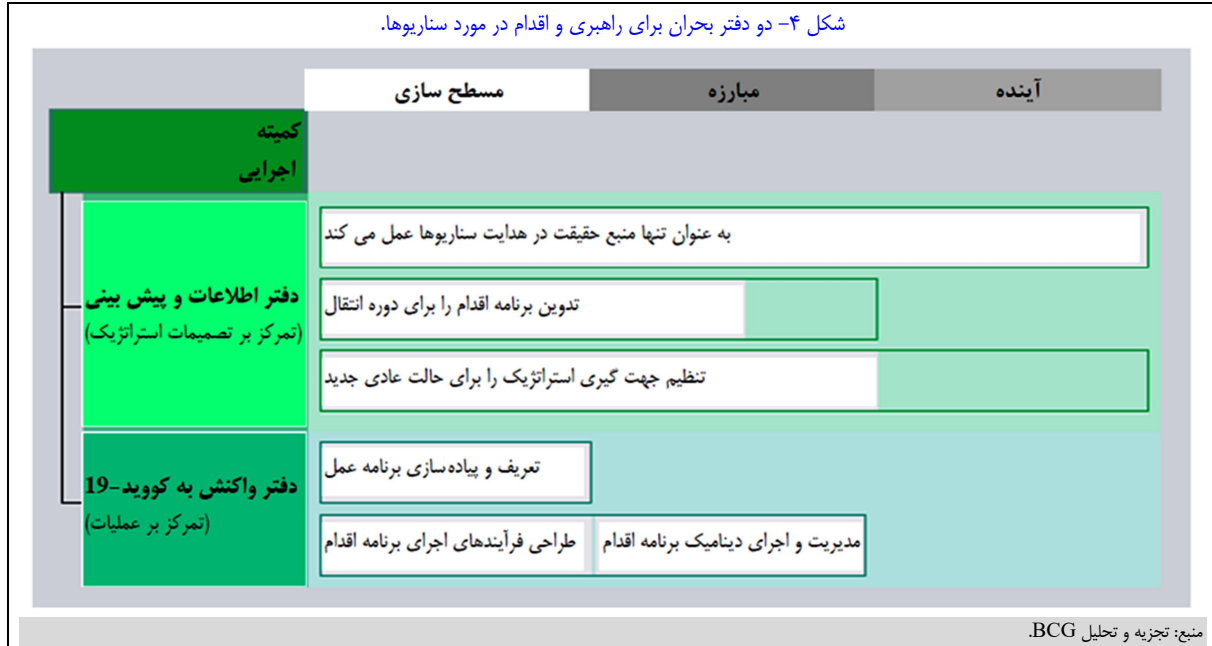 شکل ۴- دو دفتر بحران برای راهبری و اقدام در مورد سناریوها.
مسطح سازی
مبارزه
آینده
کمیته
اجرایی
دفتر اطلاعات و پیش بینی
(تمرکز بر تصمیمات استراتژیک)
به عنوان تنها منبع حقیقت در هدایت سناریوها عمل می کند
تدوین برنامه اقدام را برای دوره انتقال
تنظیم جهت گیری استراتژیک را برای حالت عادی جدید
دفتر واکنش به کووید-19
(تمرکز بر عملیات)
تعریف و پیاده‌سازی برنامه عمل
طراحی فرآیندهای اجرای برنامه اقدام
مدیریت و اجرای دینامیک برنامه اقدام
منبع: تجزیه و تحلیل BCG.